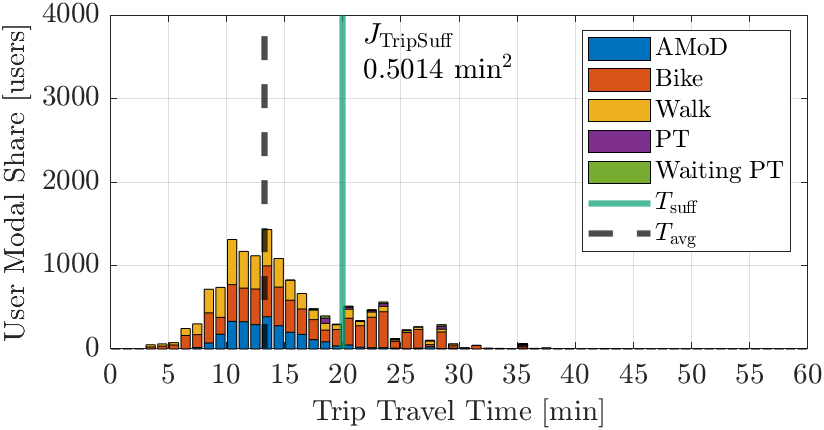 User Modal Share [users]
4000
3000
2000
1000
0
J_TripSuff
0.5014 min²
AMoD
Bike
Walk
PT
Waiting PT
T_suff
T_avg
0 5 10 15 20 25 30 35 40 45 50 55 60
Trip Travel Time [min]